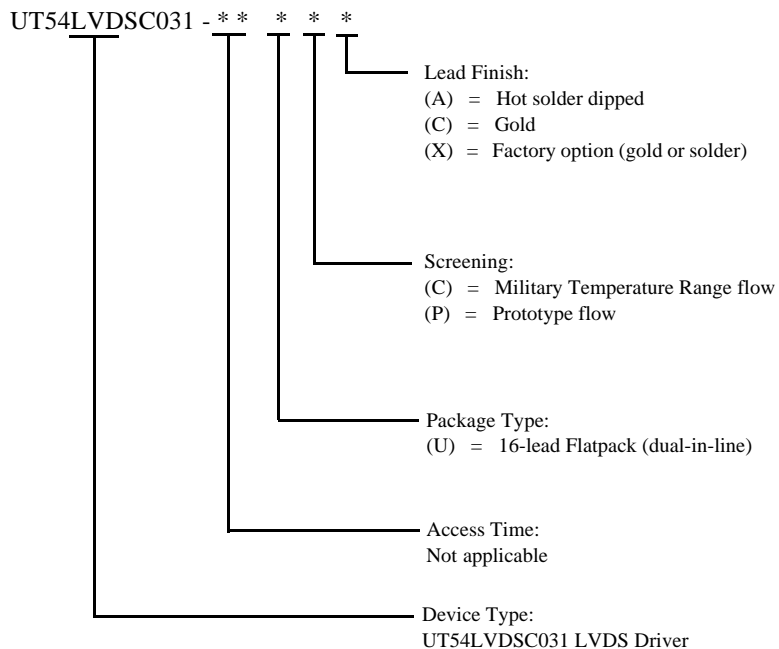 UT54LVDSC031 - * * * * *
Lead Finish:
(A) = Hot solder dipped
(C) = Gold
(X) = Factory option (gold or solder)
Screening:
(C) = Military Temperature Range flow
(P) = Prototype flow
Package Type:
(U) = 16-lead Flatpack (dual-in-line)
Access Time:
Not applicable
Device Type:
UT54LVDSC031 LVDS Driver